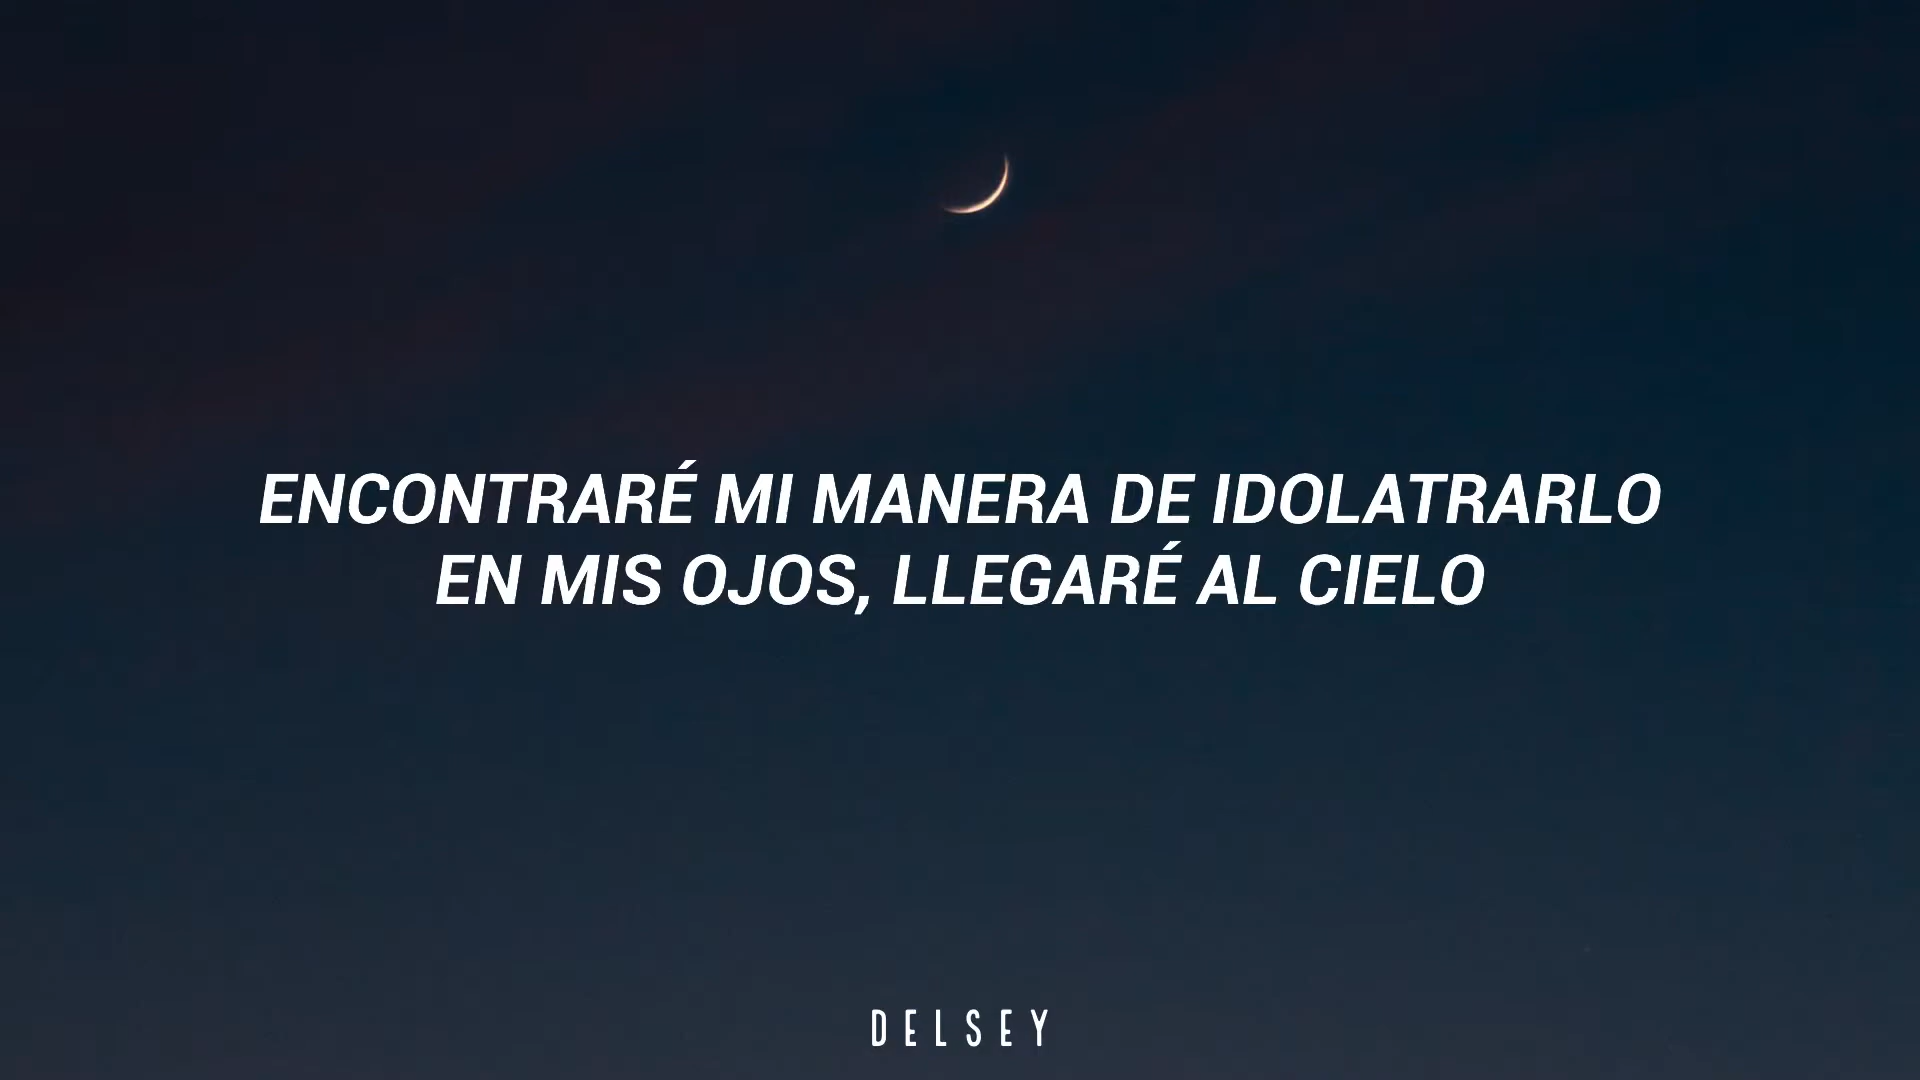 ENCONTRARÉ MI MANERA DE IDOLATRARLO
EN MIS OJOS, LLEGARÉ AL CIELO
DELSEY